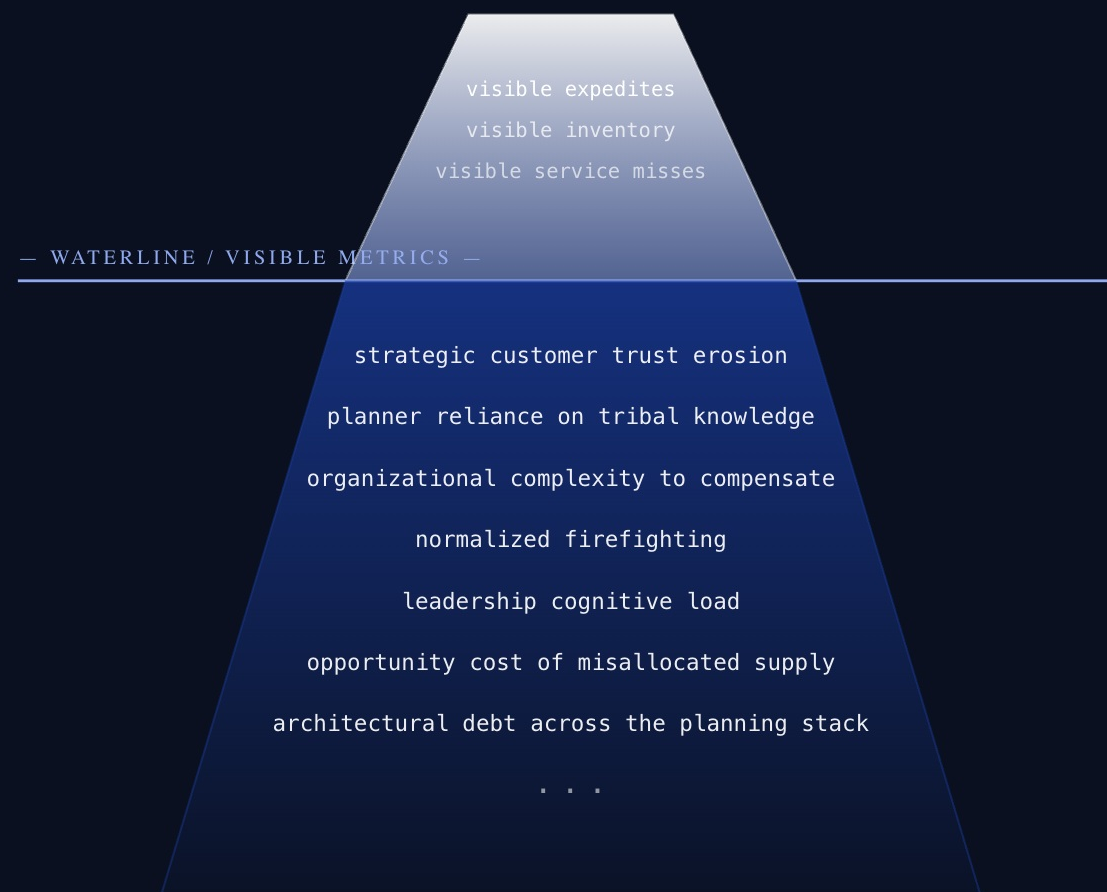 visible expedites
visible inventory
visible service misses
— WATERLINE / VISIBLE METRICS —
strategic customer trust erosion
planner reliance on tribal knowledge
organizational complexity to compensate
normalized firefighting
leadership cognitive load
opportunity cost of misallocated supply
architectural debt across the planning stack
. . .